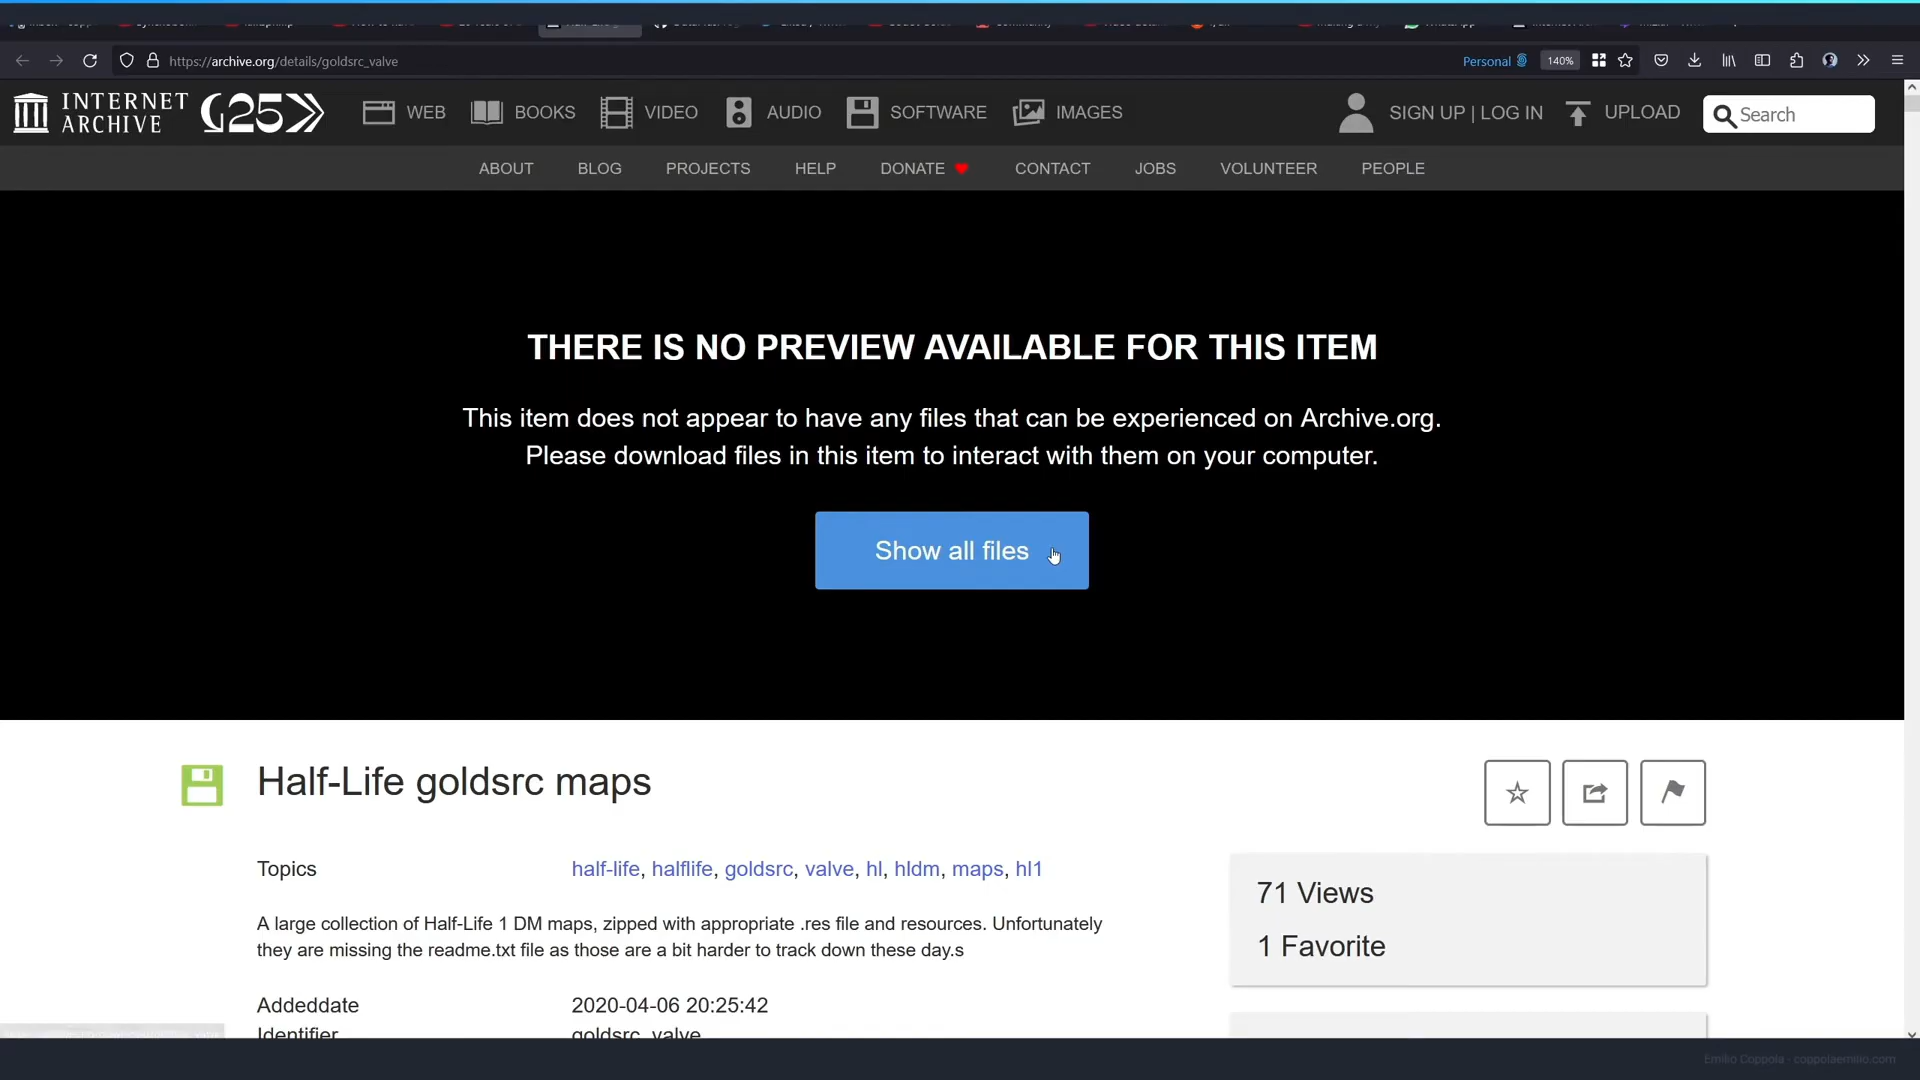 https://archive.org/details/goldsrc_valve
Personal
140%
INTERNET ARCHIVE
25
WEB
BOOKS
VIDEO
AUDIO
SOFTWARE
IMAGES
SIGN UP | LOG IN
UPLOAD
Search
ABOUT
BLOG
PROJECTS
HELP
DONATE
CONTACT
JOBS
VOLUNTEER
PEOPLE
THERE IS NO PREVIEW AVAILABLE FOR THIS ITEM
This item does not appear to have any files that can be experienced on Archive.org.
Please download files in this item to interact with them on your computer.
Show all files
Half-Life goldsrc maps
Topics
half-life, halflife, goldsrc, valve, hl, hldm, maps, hl1
71 Views
A large collection of Half-Life 1 DM maps, zipped with appropriate .res file and resources. Unfortunately
they are missing the readme.txt file as those are a bit harder to track down these day.s
1 Favorite
Addeddate
2020-04-06 20:25:42
Identifier
goldsrc_valve
Emilio Coppola - coppolaemilio.com